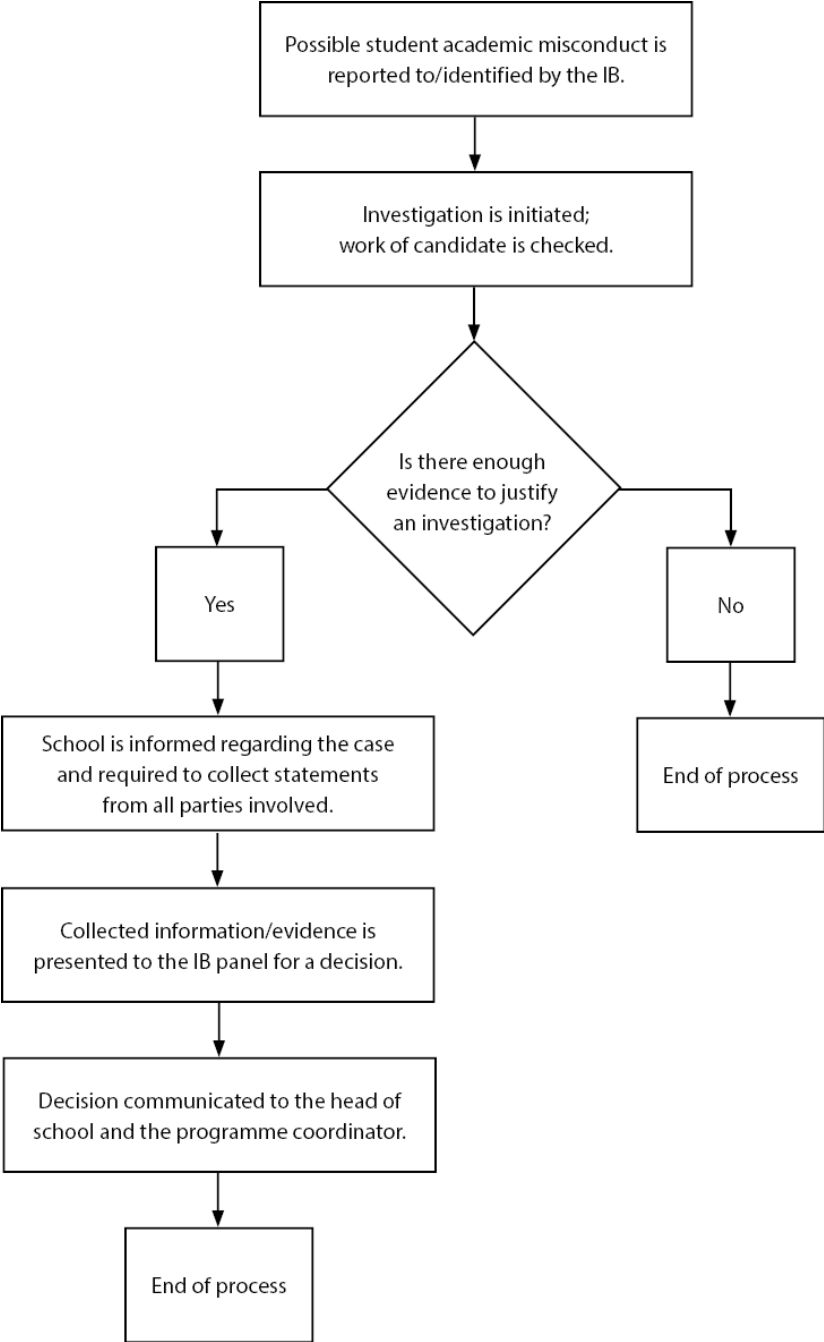 Possible student academic misconduct is
reported to/identified by the IB.
Investigation is initiated;
work of candidate is checked.
Is there enough
evidence to justify
an investigation?
Yes
No
School is informed regarding the case
and required to collect statements
from all parties involved.
End of process
Collected information/evidence is
presented to the IB panel for a decision.
Decision communicated to the head of
school and the programme coordinator.
End of process